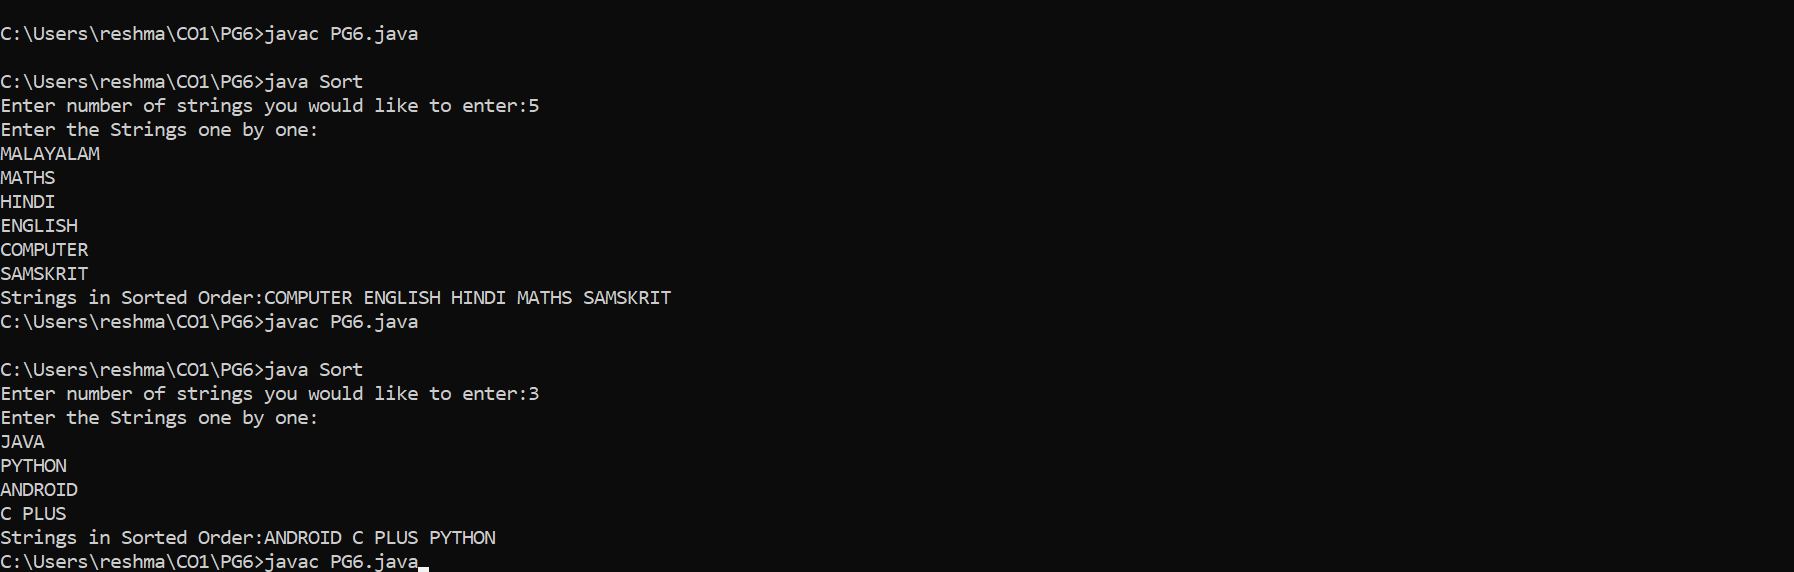 C:\Users\reshma\CO1\PG6>javac PG6.java
C:\Users\reshma\CO1\PG6>java Sort
Enter number of strings you would like to enter:5
Enter the Strings one by one:
MALAYALAM
MATHS
HINDI
ENGLISH
COMPUTER
SAMSKRIT
Strings in Sorted Order:COMPUTER ENGLISH HINDI MATHS SAMSKRIT
C:\Users\reshma\CO1\PG6>javac PG6.java
C:\Users\reshma\CO1\PG6>java Sort
Enter number of strings you would like to enter:3
Enter the Strings one by one:
JAVA
PYTHON
ANDROID
C PLUS
Strings in Sorted Order:ANDROID C PLUS PYTHON
C:\Users\reshma\CO1\PG6>javac PG6.java